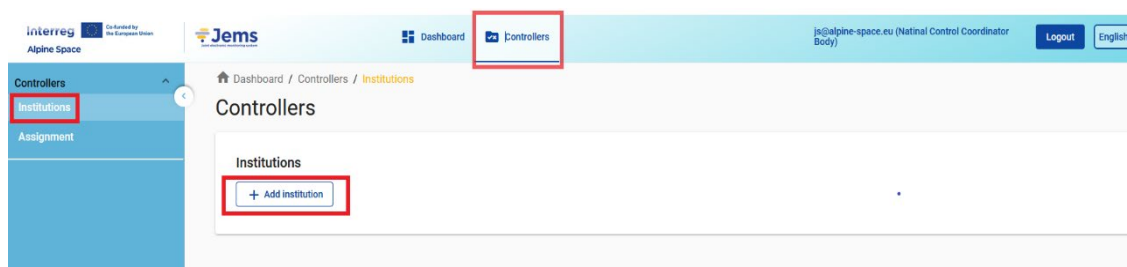 Interreg
Co-funded by
the European Union
Alpine Space
Jems
Dashboard
Controllers
js@alpine-space.eu (Natinal Control Coordinator
Body)
Logout
English
Controllers
Institutions
Assignment
Dashboard / Controllers / Institutions
Controllers
Institutions
+ Add institution